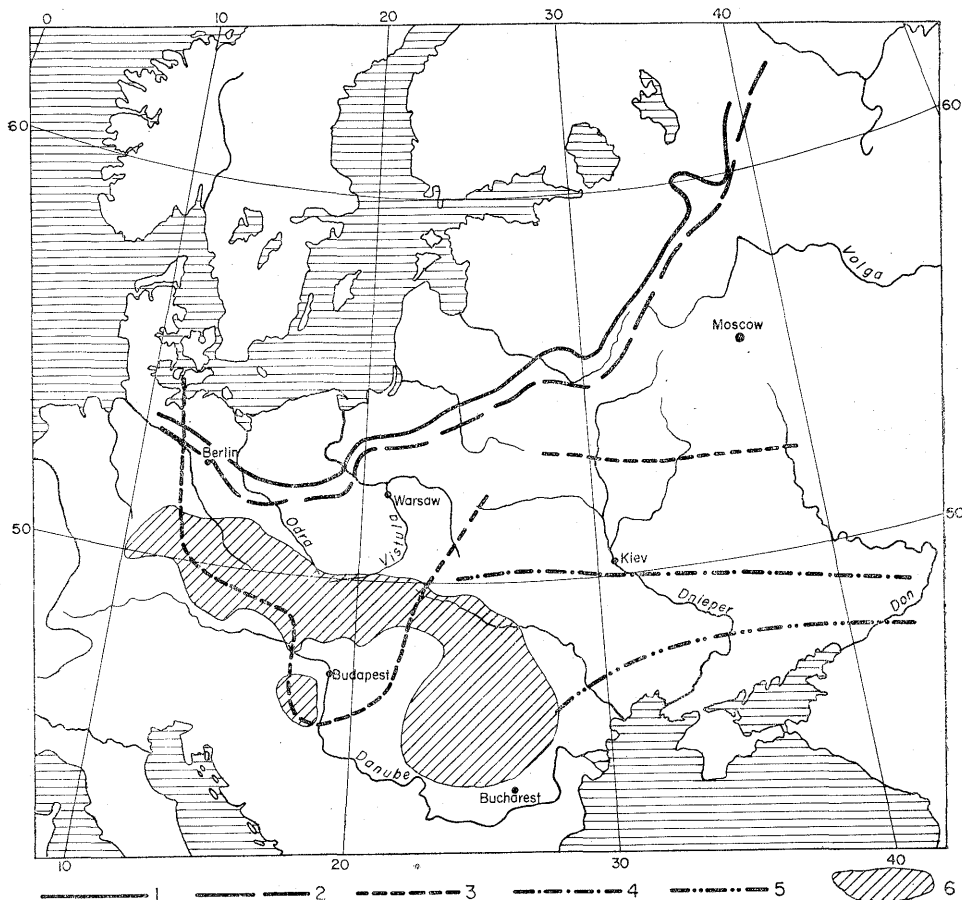 0 10 20 30 40
60 60
Volga
Moscow
Berlin
Warsaw
Odra
Vistula
50 50
Kiev
Dnieper
Don
Budapest
Danube
Bucharest
10 20 30 40
1 2 3 4 5 6